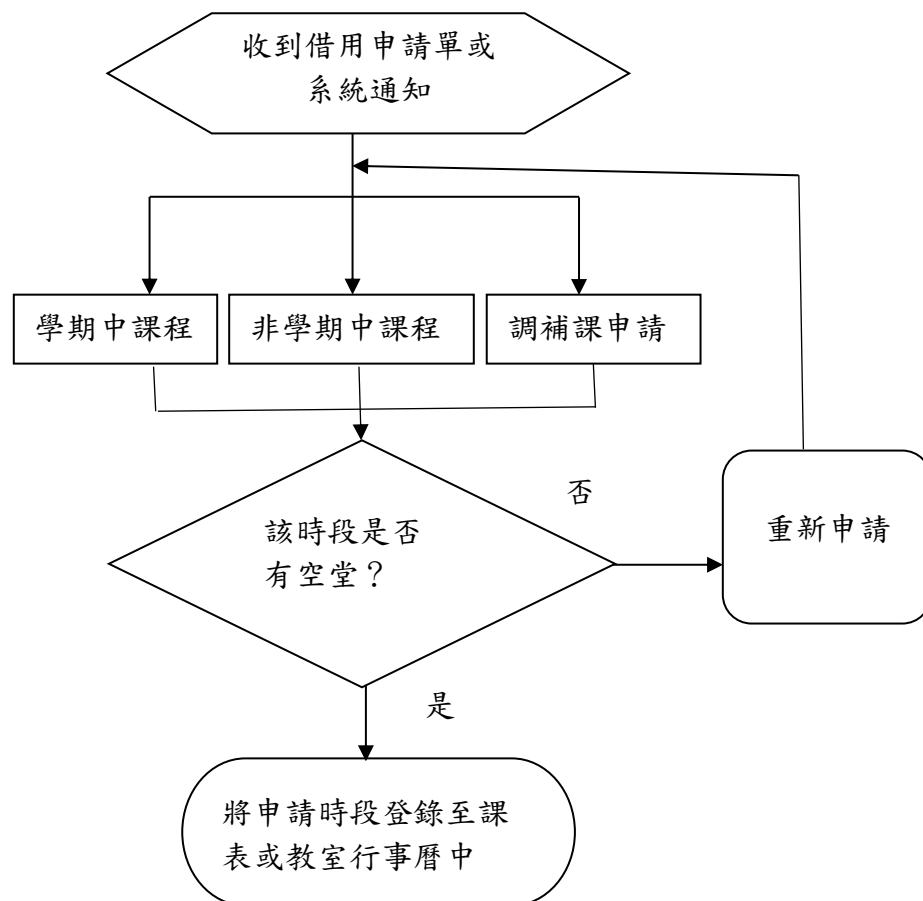 收到借用申請單或
系統通知
學期中課程
非學期中課程
調補課申請
該時段是否
有空堂？
否
重新申請
是
將申請時段登錄至課
表或教室行事曆中